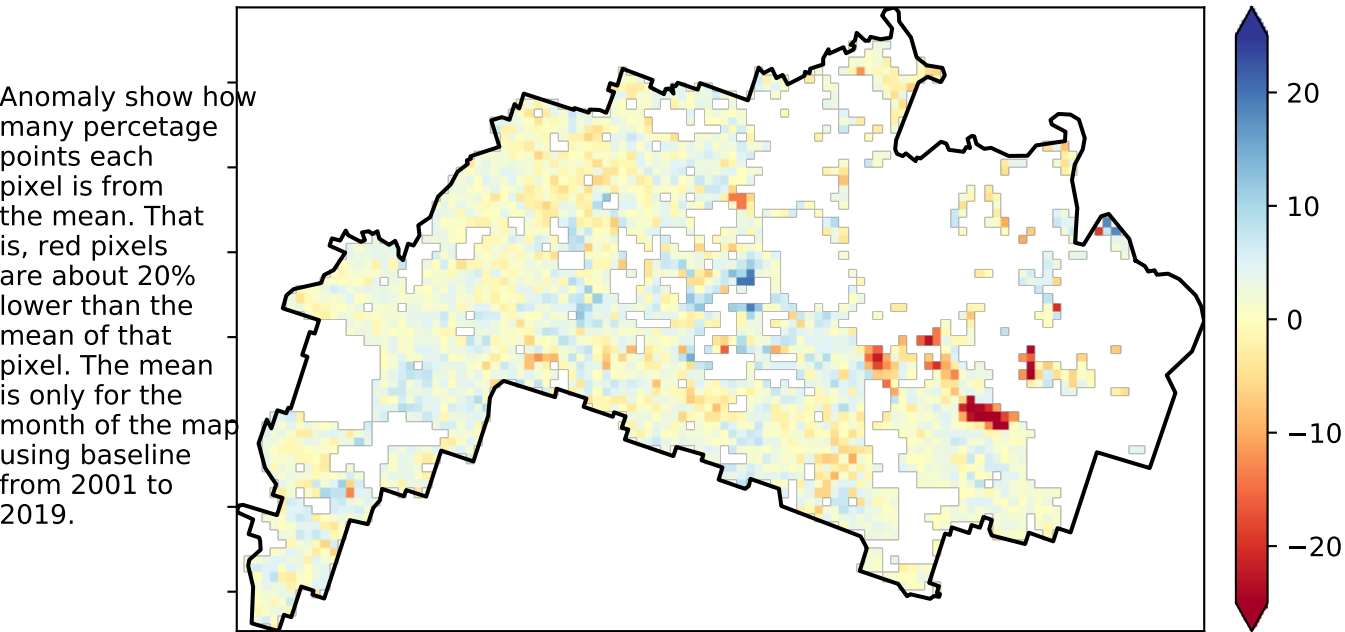 Anomaly show how
many percetage
points each
pixel is from
the mean. That
is, red pixels
are about 20%
lower than the
mean of that
pixel. The mean
is only for the
month of the map
using baseline
from 2001 to
2019.
20
10
0
−10
−20